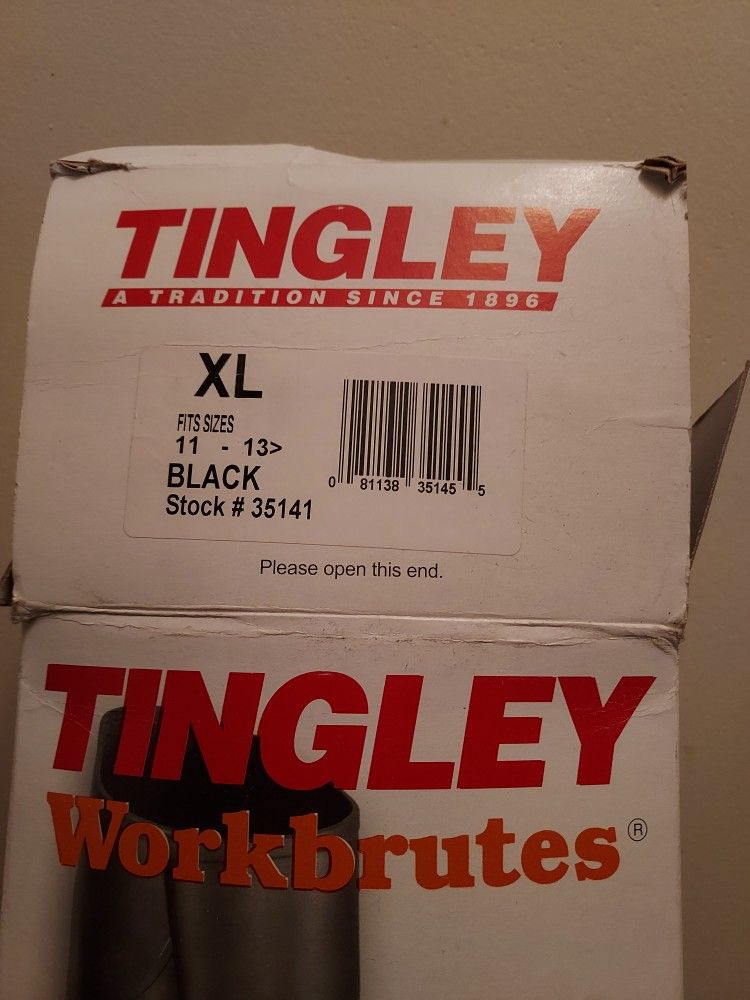 TINGLEY
A TRADITION SINCE 1896
XL
FITS SIZES
11 - 13>
BLACK
Stock # 35141
0 81138 35145 5
Please open this end.
TINGLEY
Workbrutes®